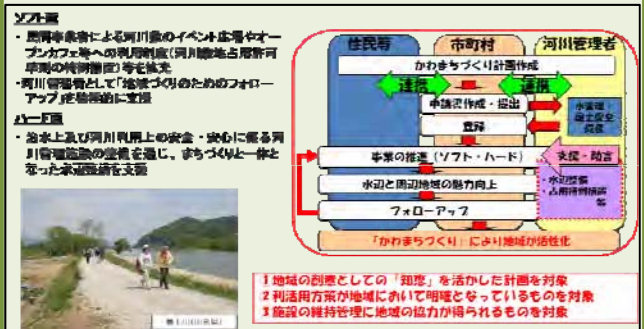 ソフト面
・民間事業者による河川敷のイベント広場やオー
プンカフェ等への利用制度(河川敷地占用許可
準則の特例措置)等を拡充
・河川管理者として「地域づくりのためのフォロー
アップ」を積極的に支援
ハード面
・治水上及び河川利用上の安全・安心に係る河
川管理施設の整備を通じ、まちづくりと一体と
なった水辺整備を支援
住民等
市町村
河川管理者
かわまちづくり計画作成
連携
連携
申請書作成・提出
登録
水管理・
国土保全
局長
事業の推進(ソフト・ハード)
支援・助言
水辺と周辺地域の魅力向上
・水辺整備
・占用特例措置
等
フォローアップ
「かわまちづくり」により地域が活性化
1 地域の創意としての「知恵」を活かした計画を対象
2 利活用方策が地域において明確となっているものを対象
3 施設の維持管理に地域の協力が得られるものを対象